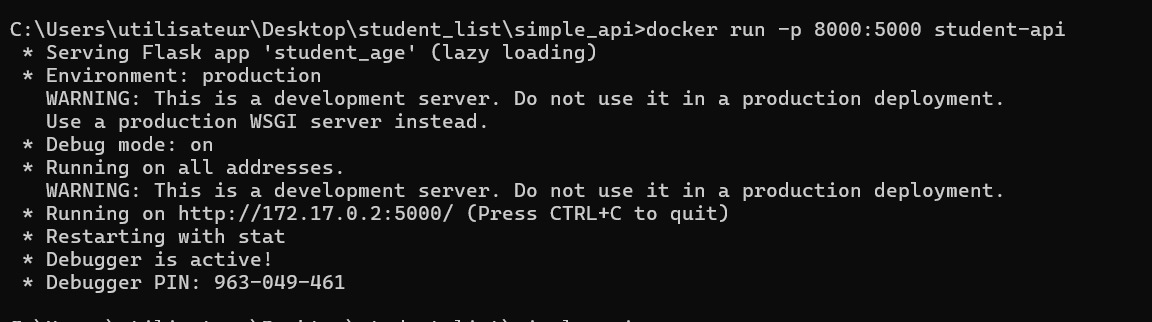 C:\Users\utilisateur\Desktop\student_list\simple_api>docker run -p 8000:5000 student-api
 * Serving Flask app 'student_age' (lazy loading)
 * Environment: production
   WARNING: This is a development server. Do not use it in a production deployment.
   Use a production WSGI server instead.
 * Debug mode: on
 * Running on all addresses.
   WARNING: This is a development server. Do not use it in a production deployment.
 * Running on http://172.17.0.2:5000/ (Press CTRL+C to quit)
 * Restarting with stat
 * Debugger is active!
 * Debugger PIN: 963-049-461